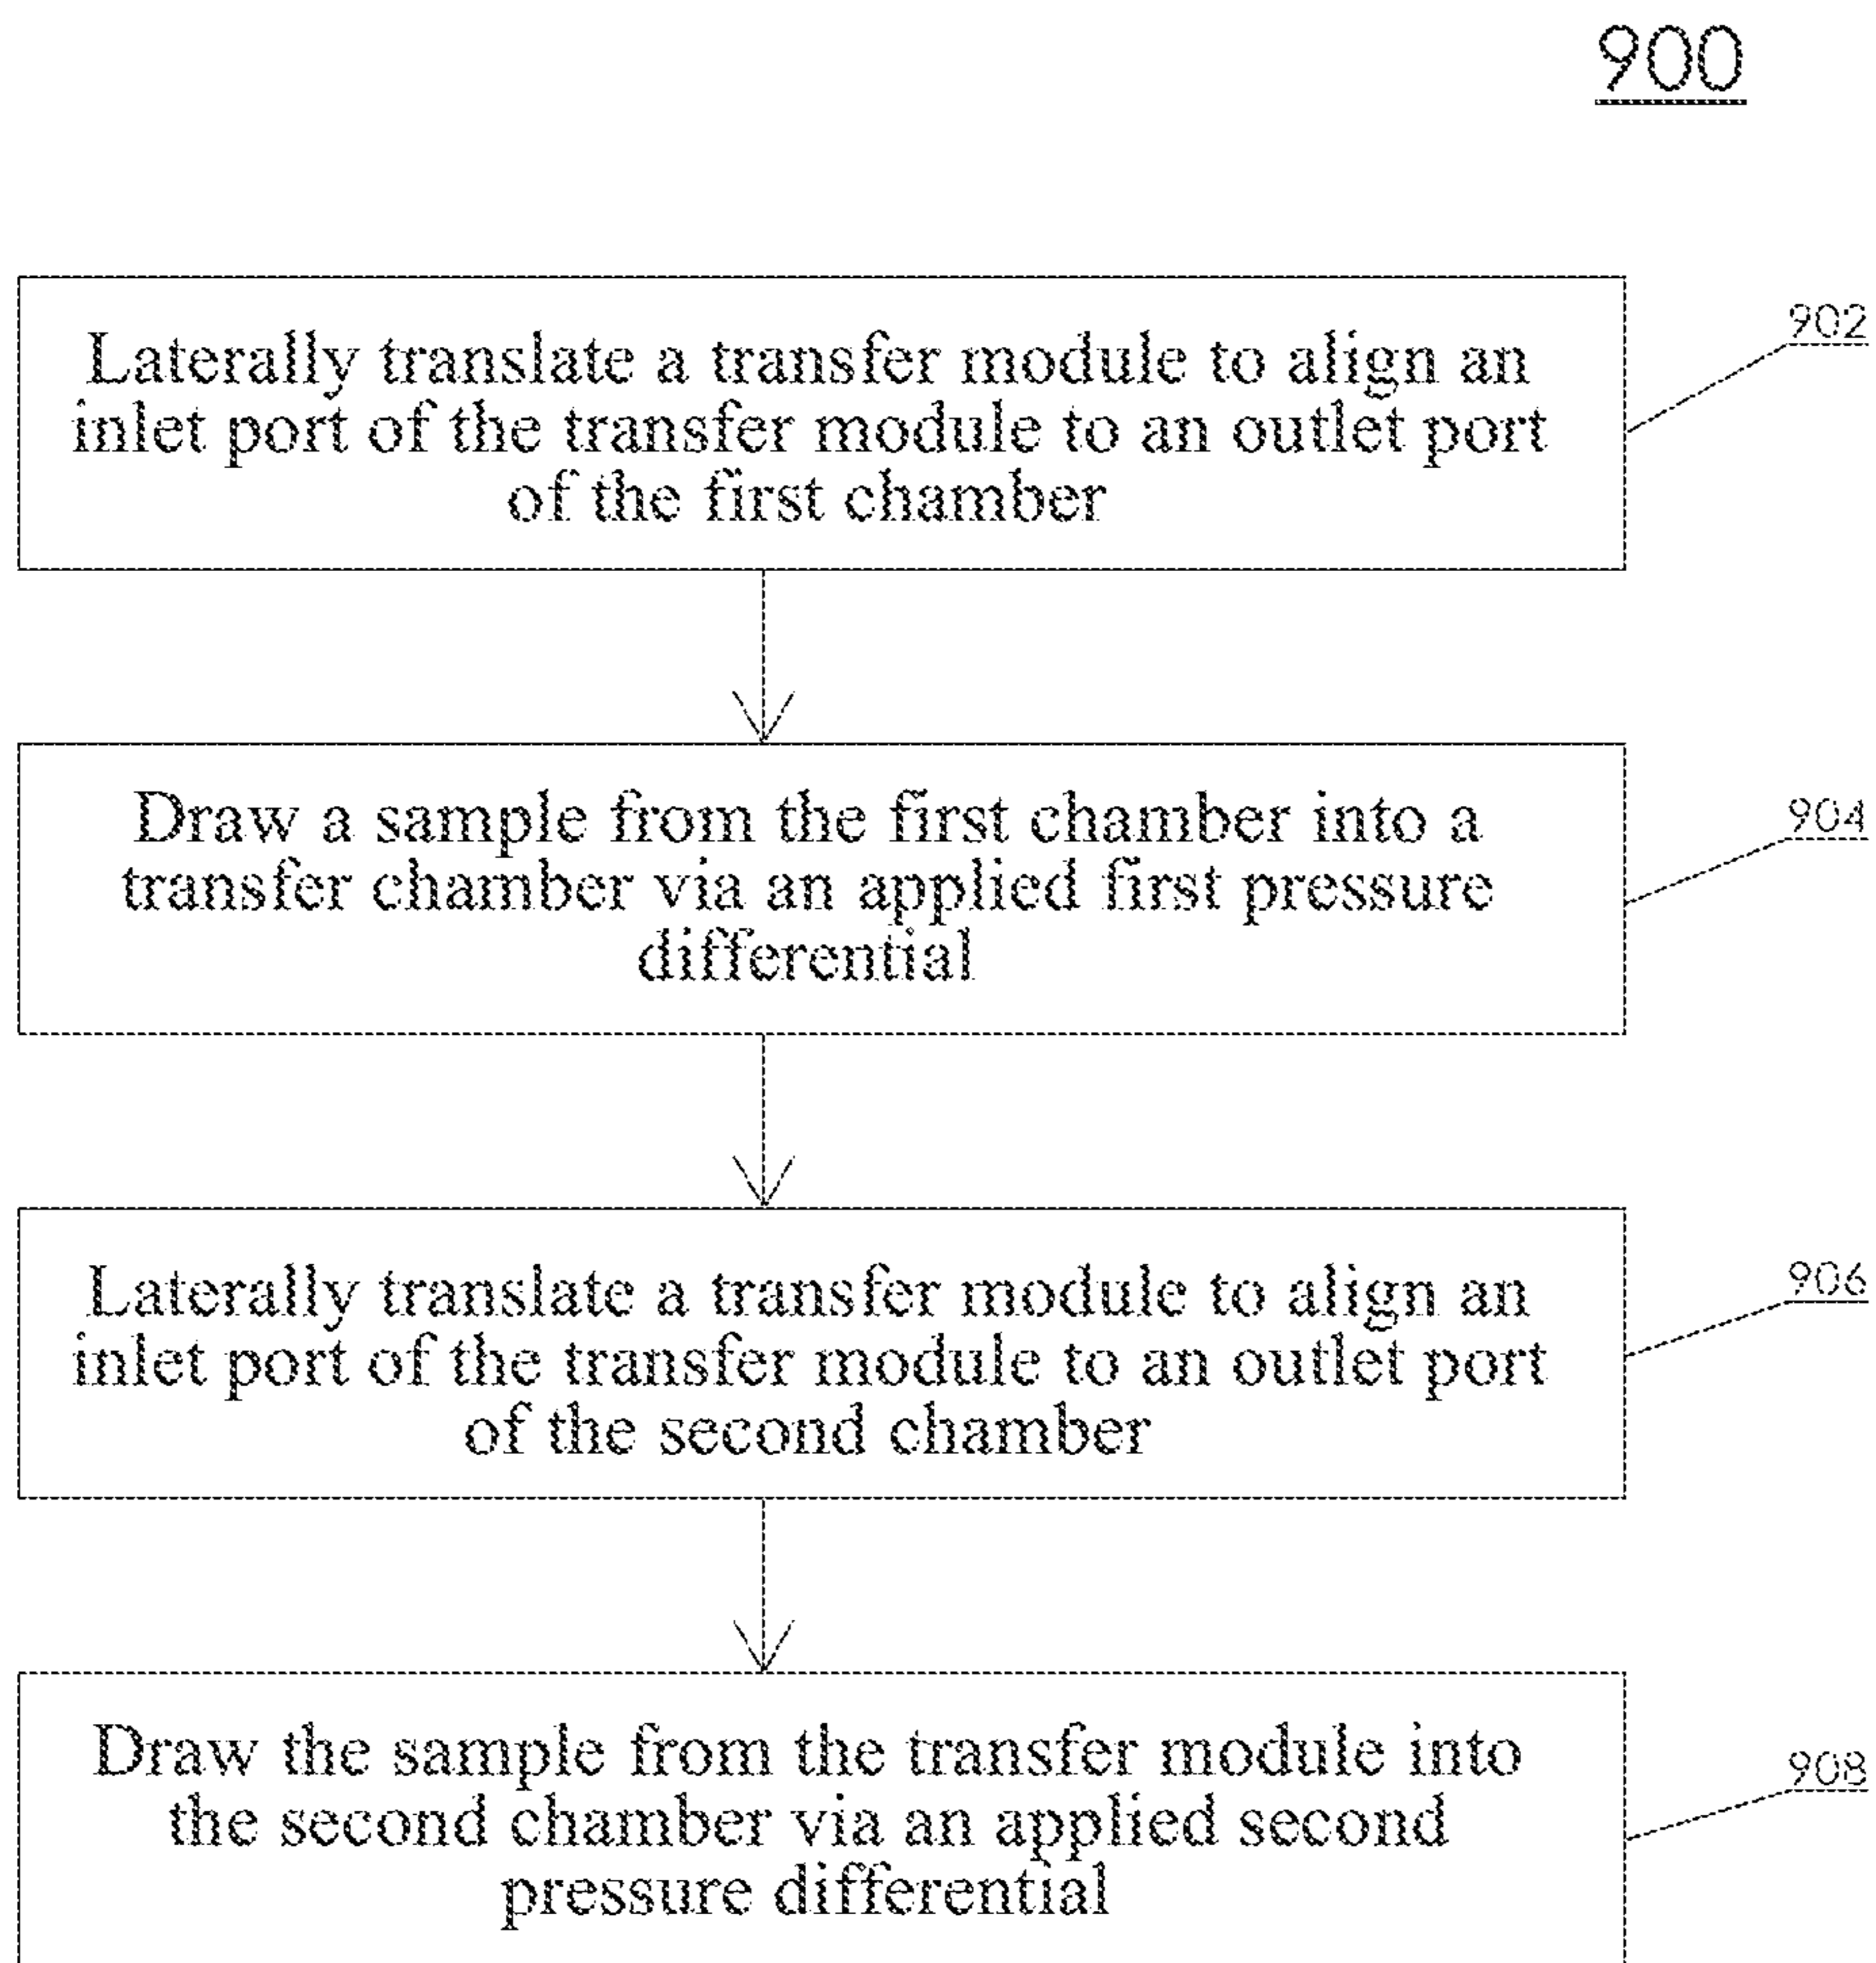 900
Laterally translate a transfer module to align an
inlet port of the transfer module to an outlet port
of the first chamber
902
Draw a sample from the first chamber into a
transfer chamber via an applied first pressure
differential
904
Laterally translate a transfer module to align an
inlet port of the transfer module to an outlet port
of the second chamber
906
Draw the sample from the transfer module into
the second chamber via an applied second
pressure differential
908